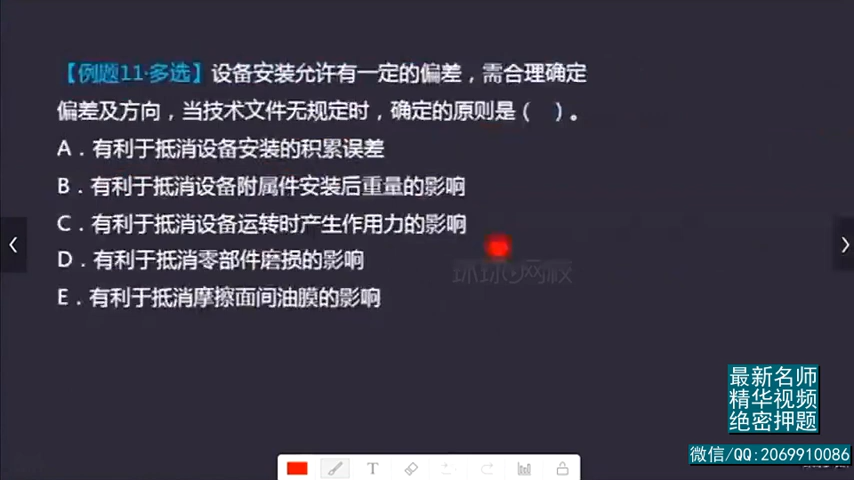 【例题11·多选】设备安装允许有一定的偏差，需合理确定
偏差及方向，当技术文件无规定时，确定的原则是（ ）。
A．有利于抵消设备安装的积累误差
B．有利于抵消设备附属件安装后重量的影响
C．有利于抵消设备运转时产生作用力的影响
D．有利于抵消零部件磨损的影响
E．有利于抵消摩擦面间油膜的影响
最新名师
精华视频
绝密押题
微信/QQ:2069910086
T